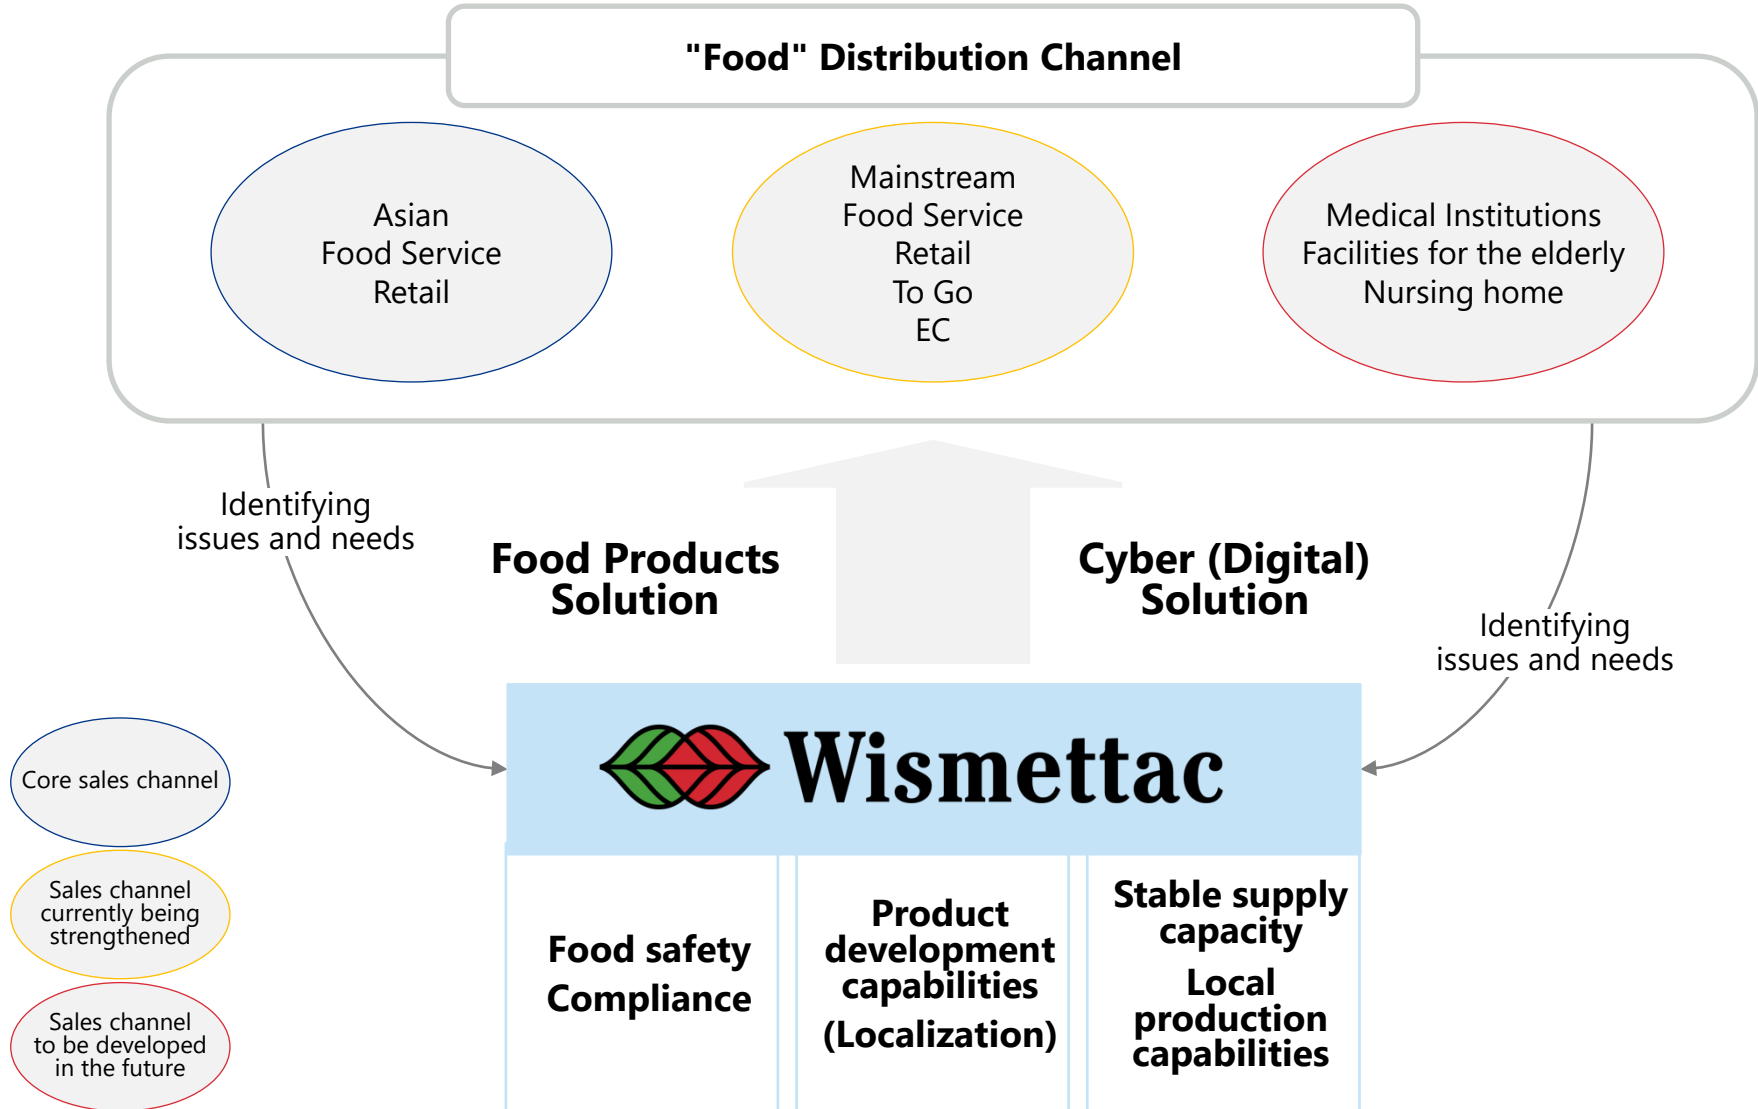 "Food" Distribution Channel
Asian
Food Service
Retail
Mainstream
Food Service
Retail
To Go
EC
Medical Institutions
Facilities for the elderly
Nursing home
Identifying
issues and needs
Food Products
Solution
Cyber (Digital)
Solution
Identifying
issues and needs
Wismettac
Core sales channel
Sales channel
currently being
strengthened
Sales channel
to be developed
in the future
Food safety
Compliance
Product
development
capabilities
(Localization)
Stable supply
capacity
Local
production
capabilities